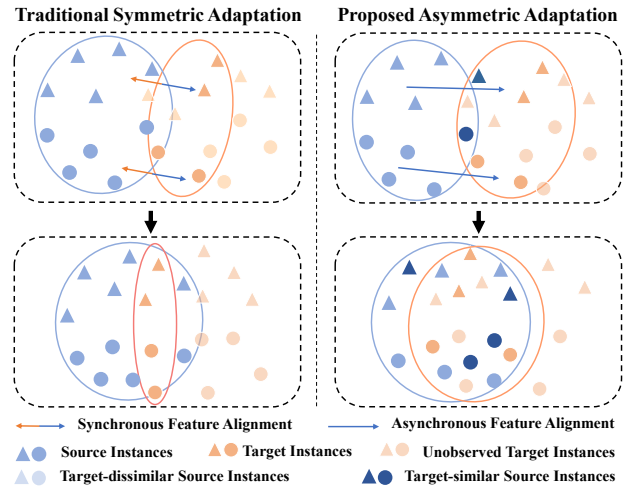 Traditional Symmetric Adaptation
Proposed Asymmetric Adaptation
Synchronous Feature Alignment
Asynchronous Feature Alignment
Source Instances
Target Instances
Unobserved Target Instances
Target-dissimilar Source Instances
Target-similar Source Instances